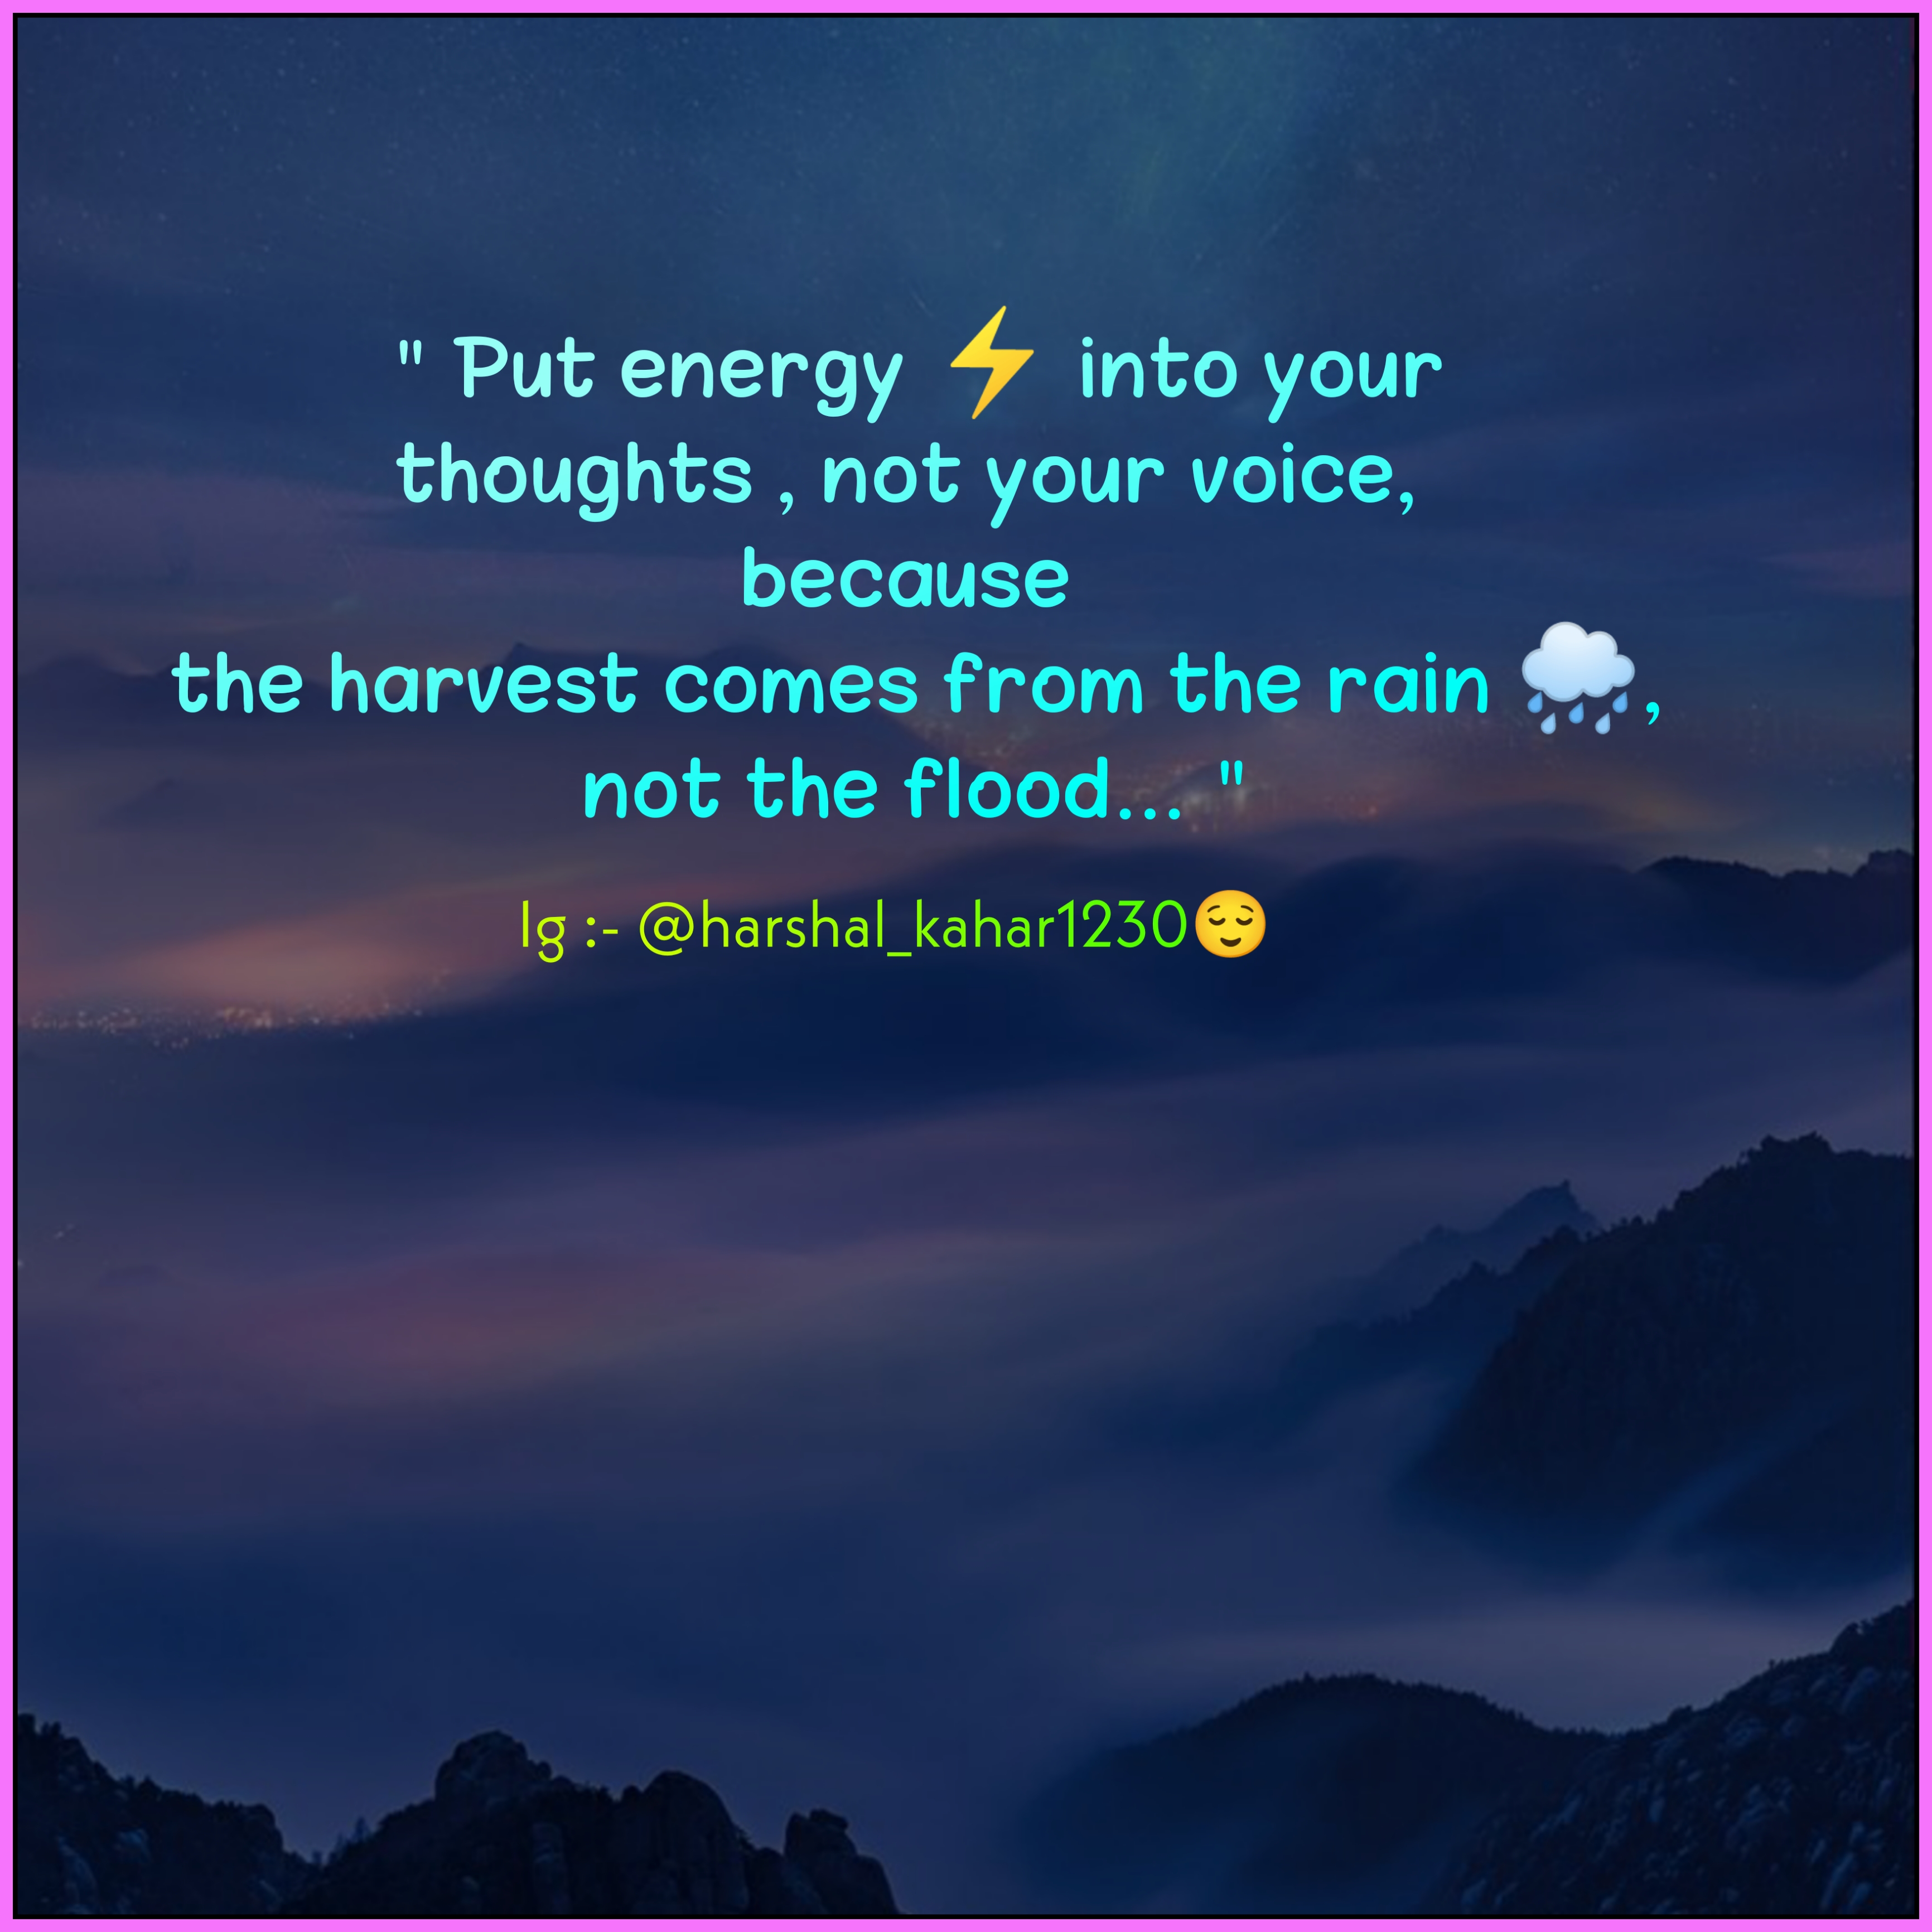 " Put energy ⚡ into your
thoughts , not your voice,
because
the harvest comes from the rain 🌧️,
not the flood... "
Ig :- @harshal_kahar1230😌